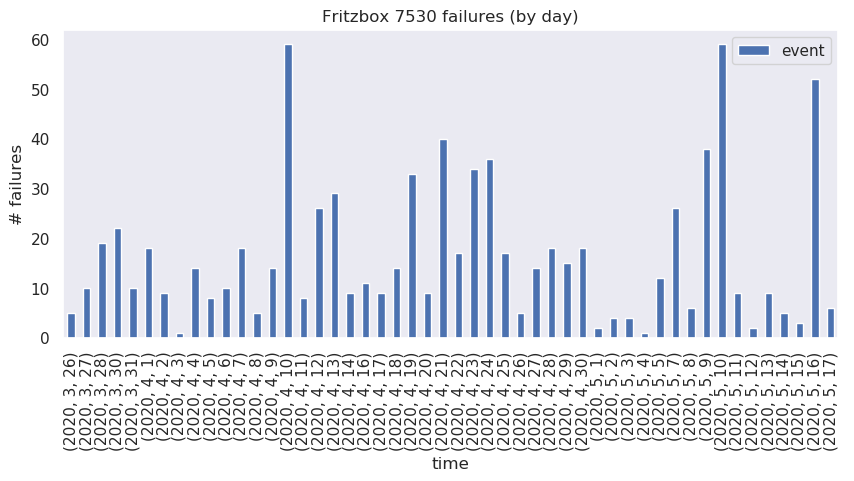 Fritzbox 7530 failures (by day)
event
# failures
60
50
40
30
20
10
0
(2020, 3, 26)
(2020, 3, 27)
(2020, 3, 28)
(2020, 3, 30)
(2020, 3, 31)
(2020, 4, 1)
(2020, 4, 2)
(2020, 4, 3)
(2020, 4, 4)
(2020, 4, 5)
(2020, 4, 6)
(2020, 4, 7)
(2020, 4, 8)
(2020, 4, 9)
(2020, 4, 10)
(2020, 4, 11)
(2020, 4, 12)
(2020, 4, 13)
(2020, 4, 14)
(2020, 4, 16)
(2020, 4, 17)
(2020, 4, 18)
(2020, 4, 19)
(2020, 4, 20)
(2020, 4, 21)
(2020, 4, 22)
(2020, 4, 23)
(2020, 4, 24)
(2020, 4, 25)
(2020, 4, 26)
(2020, 4, 27)
(2020, 4, 28)
(2020, 4, 29)
(2020, 4, 30)
(2020, 5, 1)
(2020, 5, 2)
(2020, 5, 3)
(2020, 5, 4)
(2020, 5, 5)
(2020, 5, 7)
(2020, 5, 8)
(2020, 5, 9)
(2020, 5, 10)
(2020, 5, 11)
(2020, 5, 12)
(2020, 5, 13)
(2020, 5, 14)
(2020, 5, 15)
(2020, 5, 16)
(2020, 5, 17)
time